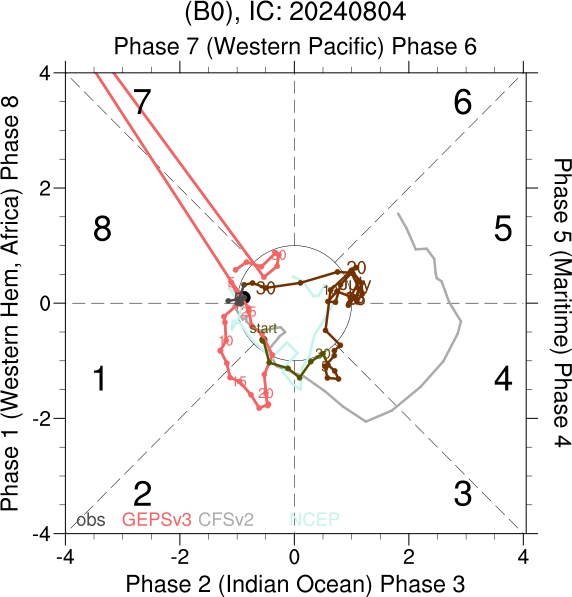 (B0), IC: 20240804
Phase 7 (Western Pacific) Phase 6
Phase 1 (Western Hem, Africa) Phase 8
Phase 5 (Maritime) Phase 4
4
2
0
-2
-4
7
6
8
5
1
4
2
3
30
30
20
5
25
start
10
15
20
20
5
obs
GEPSv3
CFSv2
NCEP
-4
-2
0
2
4
Phase 2 (Indian Ocean) Phase 3